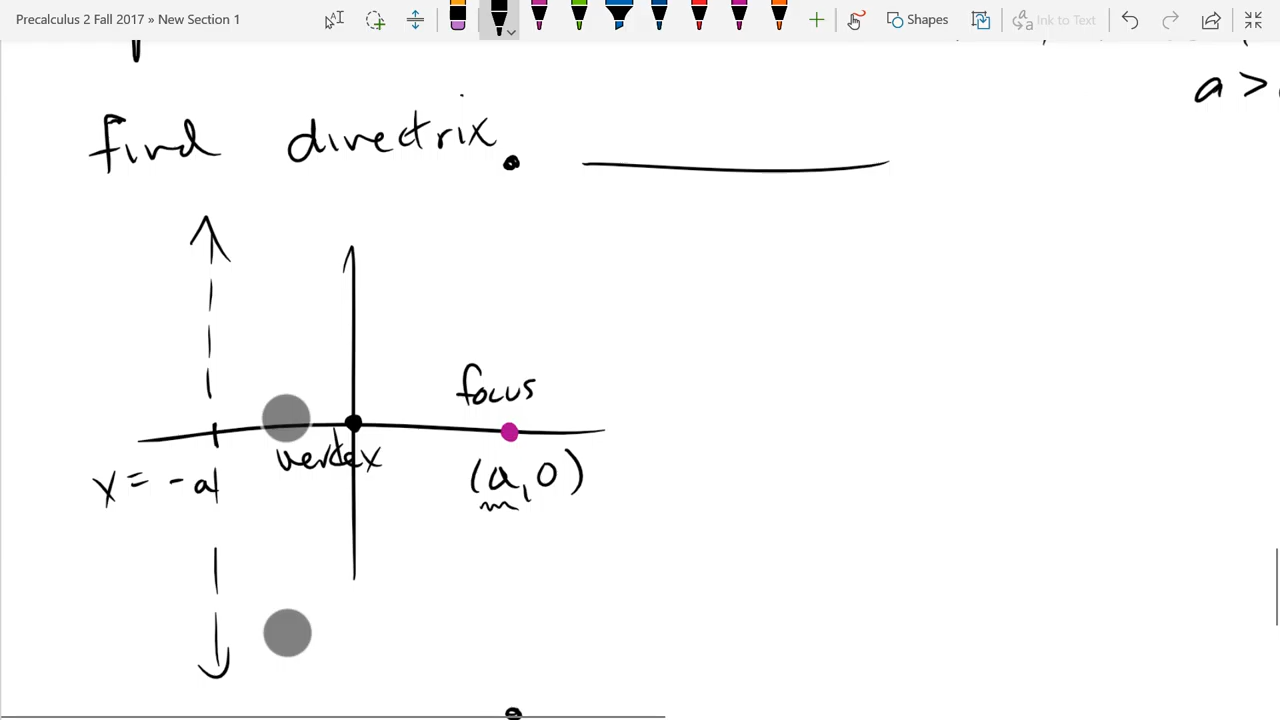 Precalculus 2 Fall 2017 » New Section 1
Shapes
Ink to Text
a >
find directrix.
focus
vertex
x = -a
(a, 0)